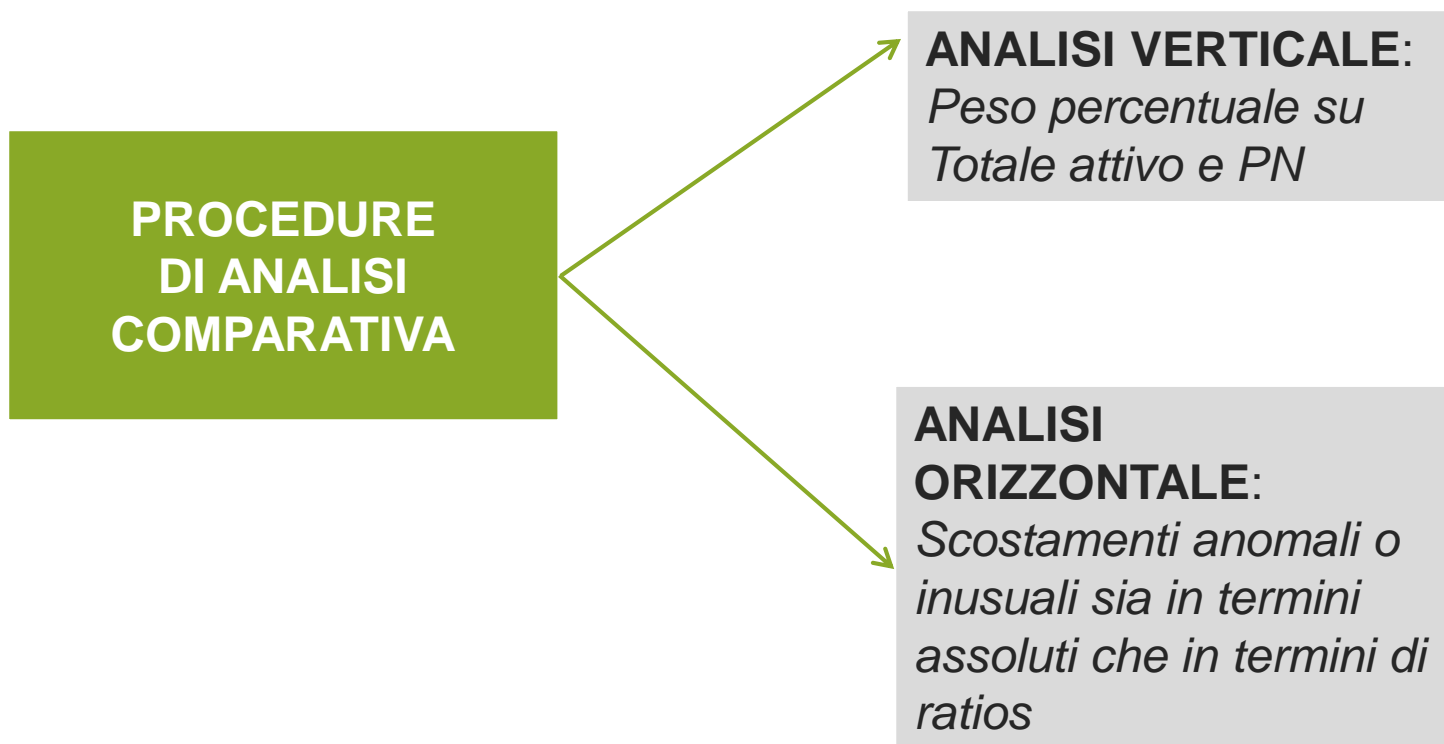 PROCEDURE
DI ANALISI
COMPARATIVA
ANALISI VERTICALE:
Peso percentuale su
Totale attivo e PN
ANALISI
ORIZZONTALE:
Scostamenti anomali o
inusuali sia in termini
assoluti che in termini di
ratios